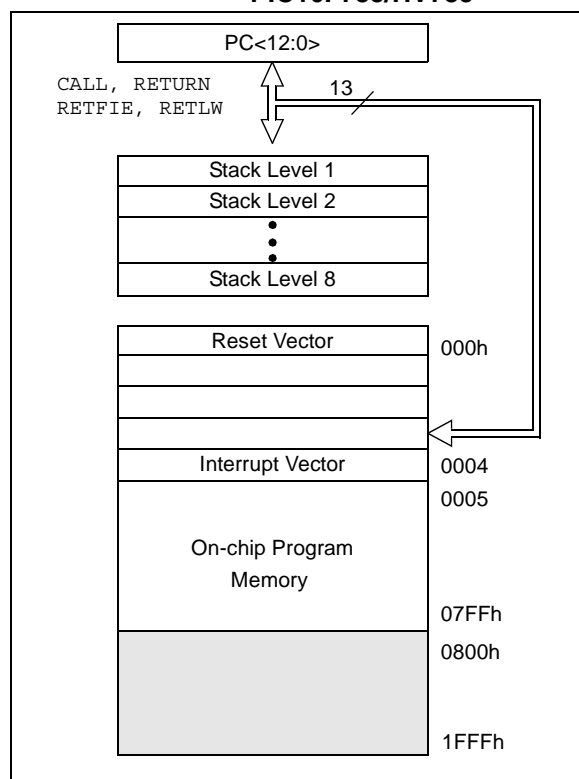 PC<12:0>
CALL, RETURN
RETFIE, RETLW
13
Stack Level 1
Stack Level 2
Stack Level 8
Reset Vector
000h
Interrupt Vector
0004
0005
On-chip Program
Memory
07FFh
0800h
1FFFh